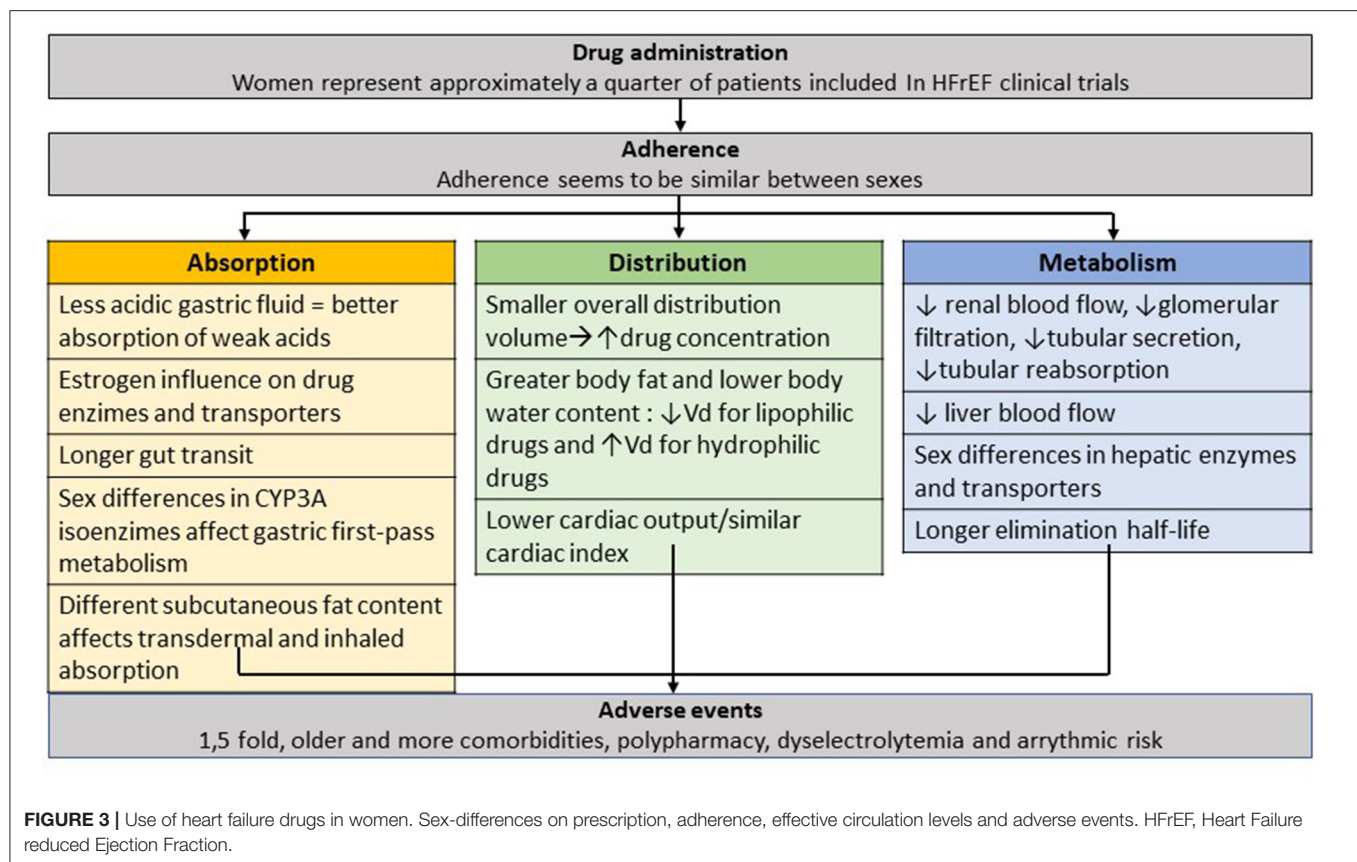 Drug administration
Women represent approximately a quarter of patients included In HFrEF clinical trials
Adherence
Adherence seems to be similar between sexes
Absorption
Less acidic gastric fluid = better
absorption of weak acids
Estrogen influence on drug
enzimes and transporters
Longer gut transit
Sex differences in CYP3A
isoenzimes affect gastric first-pass
metabolism
Different subcutaneous fat content
affects transdermal and inhaled
absorption
Distribution
Smaller overall distribution
volume→ ↑drug concentration
Greater body fat and lower body
water content : ↓Vd for lipophilic
drugs and ↑Vd for hydrophilic
drugs
Lower cardiac output/similar
cardiac index
Metabolism
↓ renal blood flow, ↓glomerular
filtration, ↓tubular secretion,
↓tubular reabsorption
↓ liver blood flow
Sex differences in hepatic enzymes
and transporters
Longer elimination half-life
Adverse events
1,5 fold, older and more comorbidities, polypharmacy, dyselectrolytemia and arrythmic risk
FIGURE 3 | Use of heart failure drugs in women. Sex-differences on prescription, adherence, effective circulation levels and adverse events. HFrEF, Heart Failure
reduced Ejection Fraction.